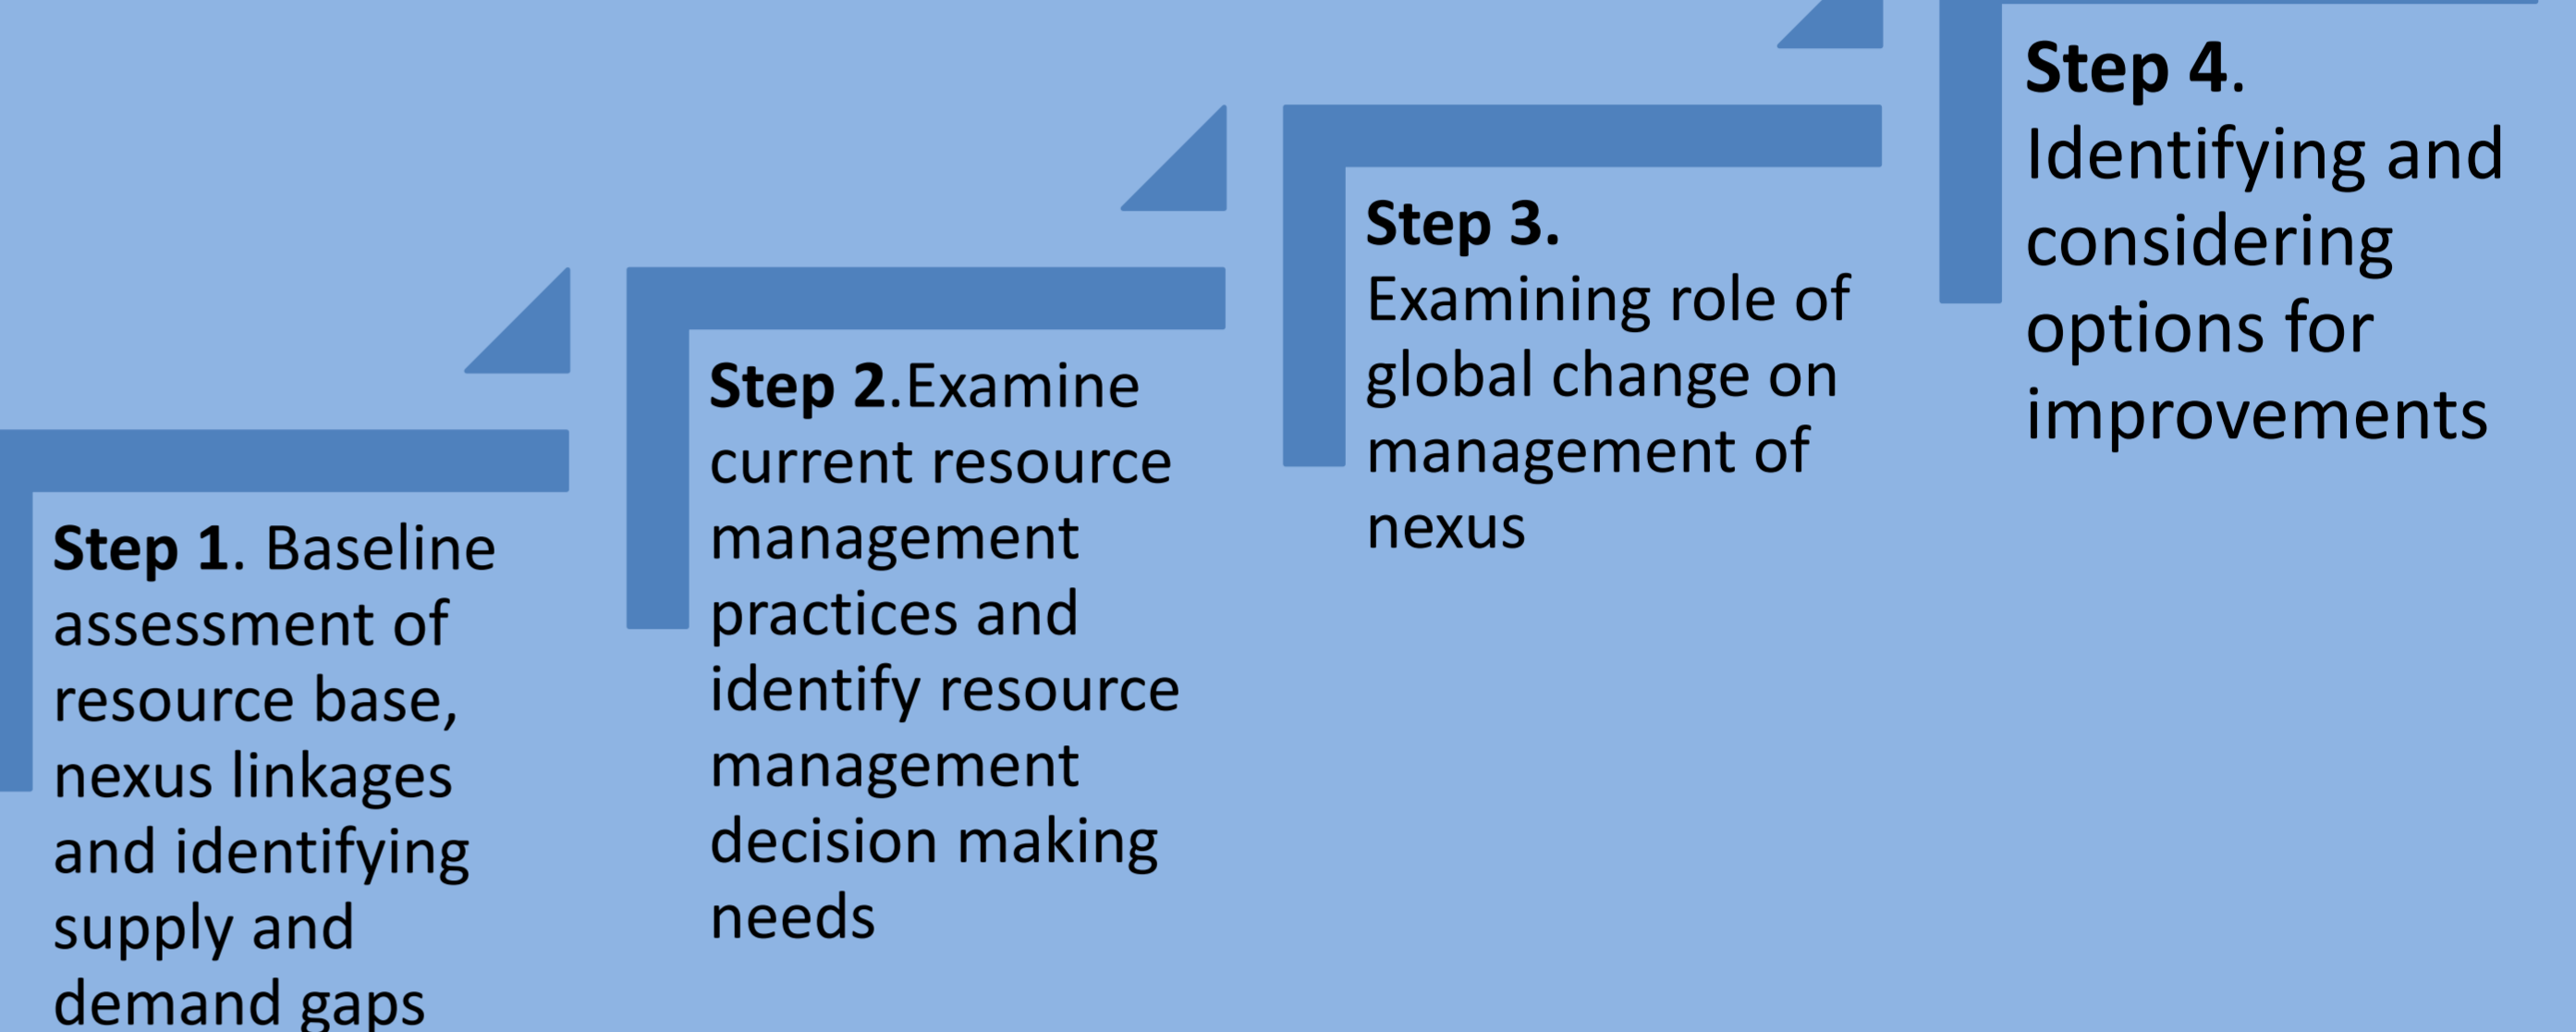 Step 1. Baseline
assessment of
resource base,
nexus linkages
and identifying
supply and
demand gaps
Step 2.Examine
current resource
management
practices and
identify resource
management
decision making
needs
Step 3.
Examining role of
global change on
management of
nexus
Step 4.
Identifying and
considering
options for
improvements